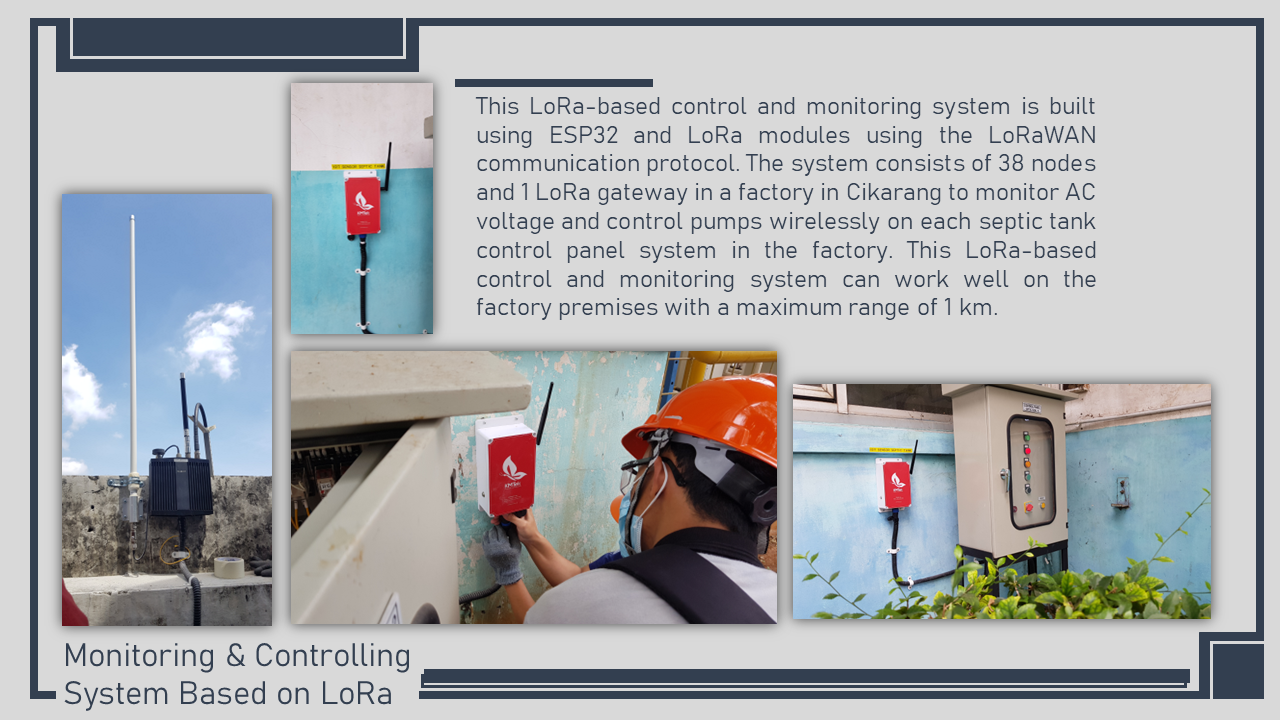 This LoRa-based control and monitoring system is built
using ESP32 and LoRa modules using the LoRaWAN
communication protocol. The system consists of 38 nodes
and 1 LoRa gateway in a factory in Cikarang to monitor AC
voltage and control pumps wirelessly on each septic tank
control panel system in the factory. This LoRa-based
control and monitoring system can work well on the
factory premises with a maximum range of 1 km.
Monitoring & Controlling
System Based on LoRa